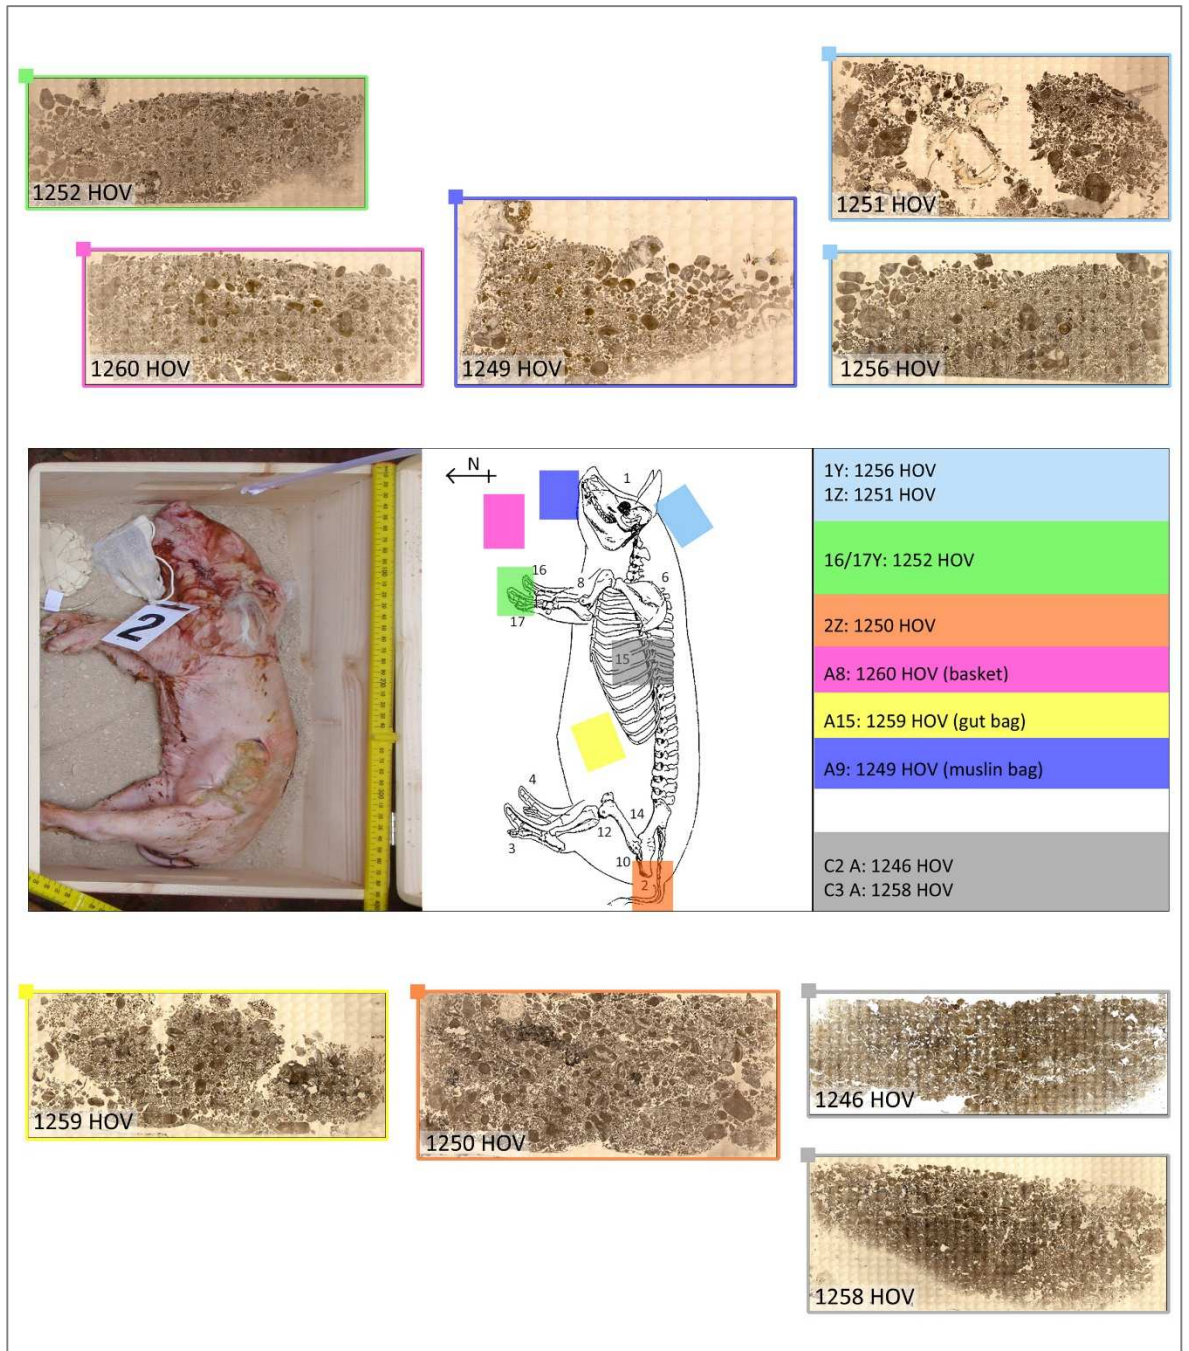 1252 HOV
1251 HOV
1260 HOV
1249 HOV
1256 HOV
2
N
1
16
8
6
17
15
4
14
12
3
10
2
1Y: 1256 HOV
1Z: 1251 HOV
16/17Y: 1252 HOV
2Z: 1250 HOV
A8: 1260 HOV (basket)
A15: 1259 HOV (gut bag)
A9: 1249 HOV (muslin bag)
C2 A: 1246 HOV
C3 A: 1258 HOV
1259 HOV
1250 HOV
1246 HOV
1258 HOV